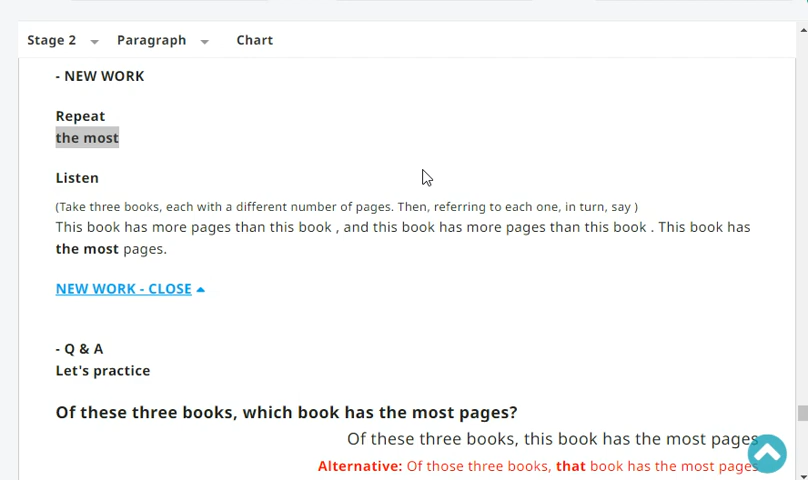 Stage 2 Paragraph Chart
- NEW WORK
Repeat
the most
Listen
(Take three books, each with a different number of pages. Then, referring to each one, in turn, say )
This book has more pages than this book , and this book has more pages than this book . This book has
the most pages.
NEW WORK - CLOSE
- Q & A
Let's practice
Of these three books, which book has the most pages?
Of these three books, this book has the most pages
Alternative: Of those three books, that book has the most pages